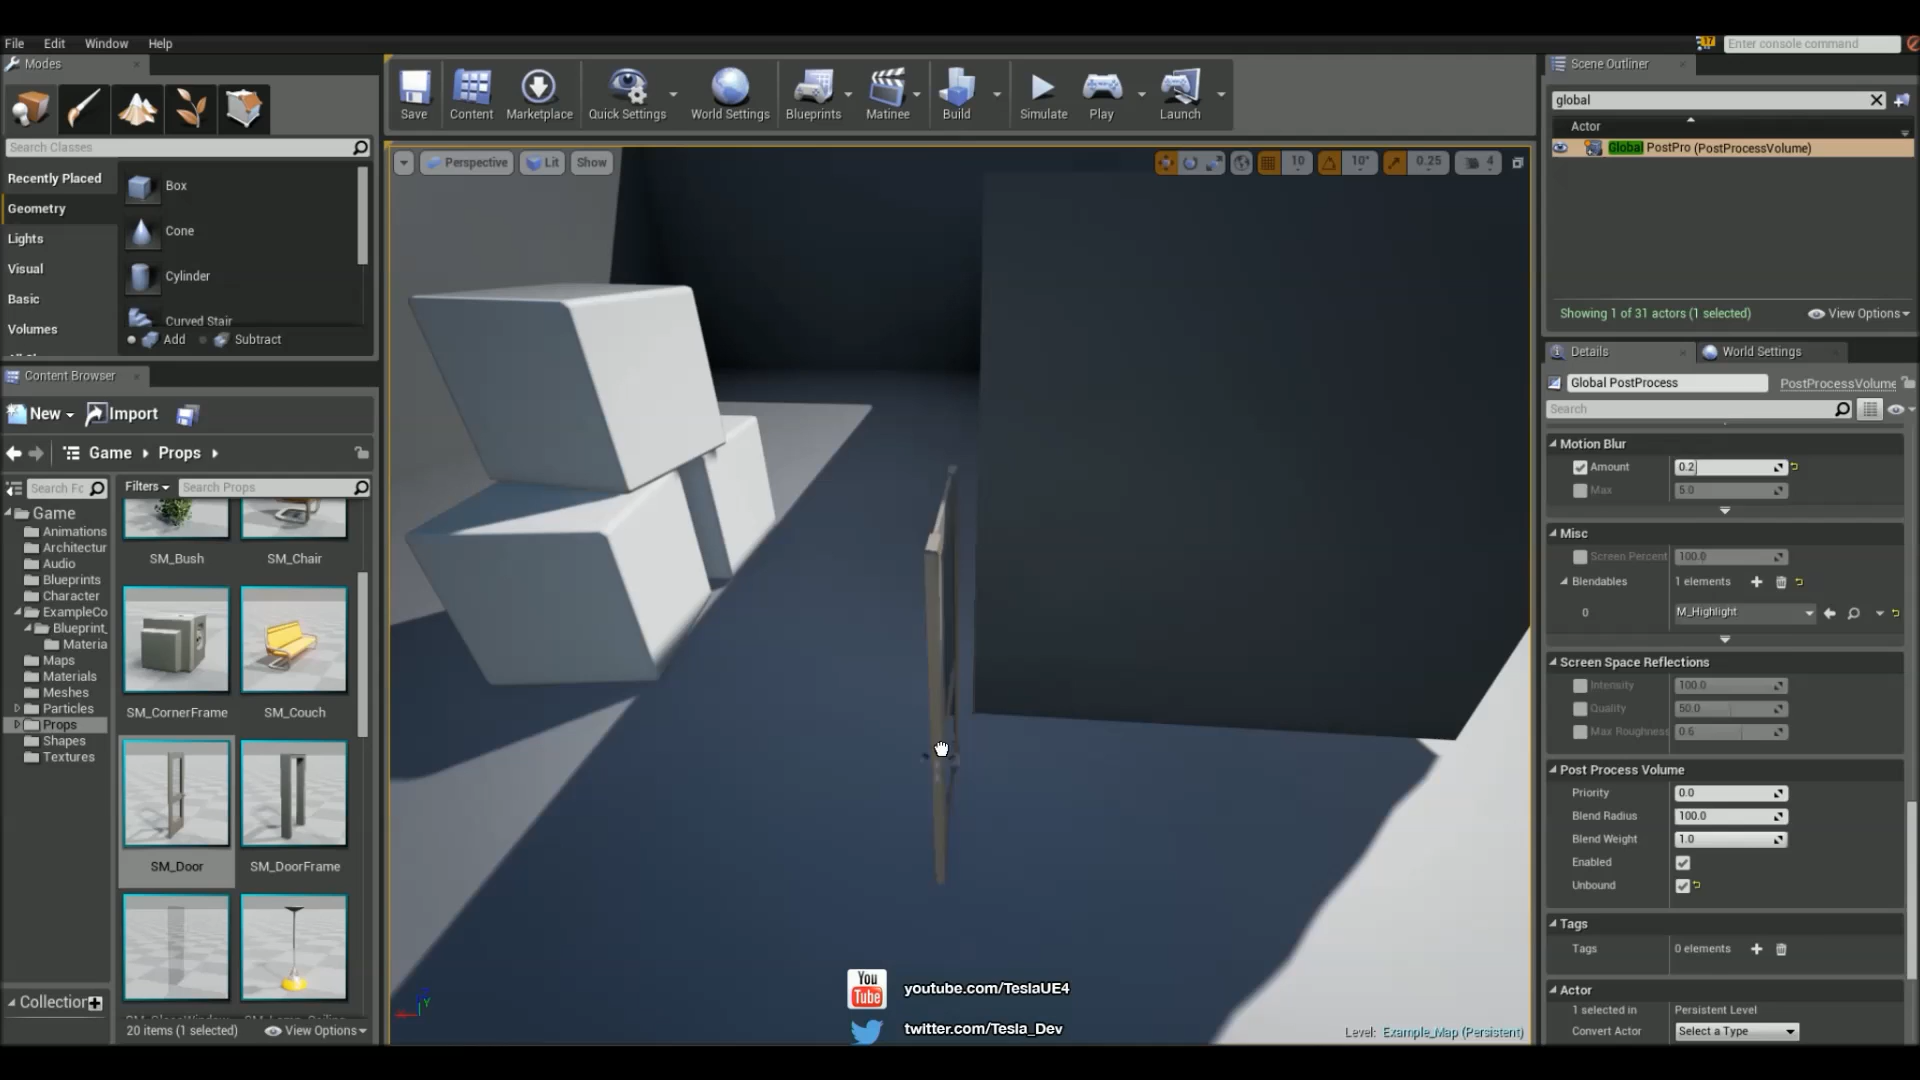 File Edit Window Help
17 Enter console command
Modes
Search Classes
Recently Placed
Geometry
Lights
Visual
Basic
Volumes
Box
Cone
Cylinder
Curved Stair
Add Subtract
Content Browser
New Import
Game Props
Search Fc
Filters Search Props
Game
Animations
Architectur
Audio
Blueprints
Character
ExampleCo
Blueprint_
Materia
Maps
Materials
Meshes
Particles
Props
Shapes
Textures
Collection
SM_Bush SM_Chair
SM_CornerFrame SM_Couch
SM_Door SM_DoorFrame
20 items (1 selected) View Options
Save Content Marketplace Quick Settings World Settings Blueprints Matinee Build Simulate Play Launch
Perspective Lit Show
10 10° 0.25 4
You
Tube
youtube.com/TeslaUE4
twitter.com/Tesla_Dev
Level: Example_Map (Persistent)
Scene Outliner
global
Actor
Global PostPro (PostProcessVolume)
Showing 1 of 31 actors (1 selected) View Options
Details World Settings
Global PostProcess PostProcessVolume
Search
Motion Blur
Amount 0.2
Max 5.0
Misc
Screen Percent 100.0
Blendables 1 elements
0 M_Highlight
Screen Space Reflections
Intensity 100.0
Quality 50.0
Max Roughness 0.6
Post Process Volume
Priority 0.0
Blend Radius 100.0
Blend Weight 1.0
Enabled
Unbound
Tags
Tags 0 elements
Actor
1 selected in Persistent Level
Convert Actor Select a Type